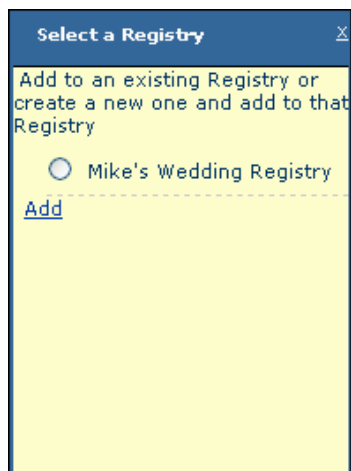 Select a Registry X
Add to an existing Registry or
create a new one and add to that
Registry
Mike's Wedding Registry
Add